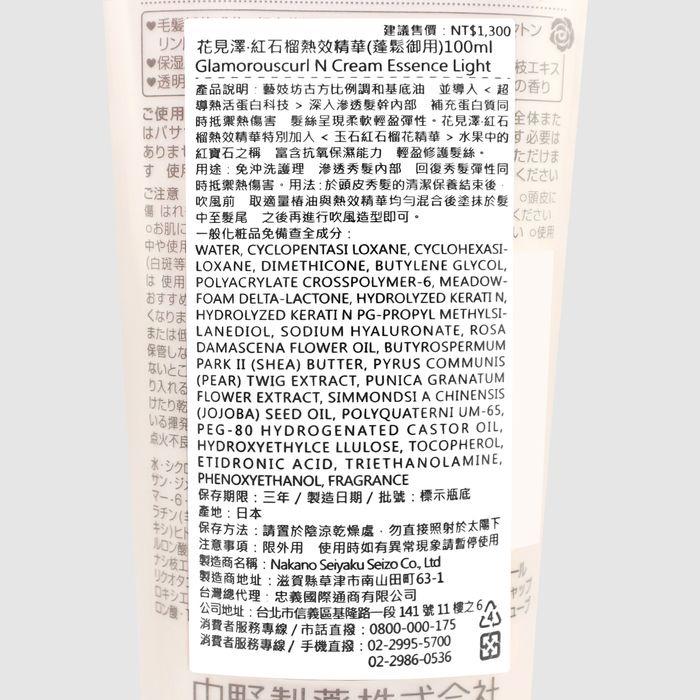 建議售價：NT$1,300
花見澤·紅石榴熱效精華(蓬鬆御用)100ml
Glamorouscurl N Cream Essence Light
產品說明：藝妓坊古方比例調和基底油　並導入＜超
導熱活蛋白科技＞深入滲透髮幹內部　補充蛋白質同
時抵禦熱傷害　髮絲呈現柔軟輕盈彈性。花見澤·紅石
榴熱效精華特別加入＜玉石紅石榴花精華＞水果中的
紅寶石之稱　富含抗氧保濕能力　輕盈修護髮絲。
用途：免沖洗護理　滲透秀髮內部　回復秀髮彈性同
時抵禦熱傷害。用法:於頭皮秀髮的清潔保養結束後，
吹風前　取適量椿油與熱效精華均勻混合後塗抹於髮
中至髮尾　之後再進行吹風造型即可。
一般化粧品免備查全成分：
WATER, CYCLOPENTASI LOXANE, CYCLOHEXASI-
LOXANE, DIMETHICONE, BUTYLENE GLYCOL,
POLYACRYLATE CROSSPOLYMER-6, MEADOW-
FOAM DELTA-LACTONE, HYDROLYZED KERATI N,
HYDROLYZED KERATI N PG-PROPYL METHYLSI-
LANEDIOL, SODIUM HYALURONATE, ROSA
DAMASCENA FLOWER OIL, BUTYROSPERMUM
PARK II (SHEA) BUTTER, PYRUS COMMUNIS
(PEAR) TWIG EXTRACT, PUNICA GRANATUM
FLOWER EXTRACT, SIMMONDSI A CHINENSIS
(JOJOBA) SEED OIL, POLYQUATERNI UM-65,
PEG-80 HYDROGENATED CASTOR OIL,
HYDROXYETHYLCE LLULOSE, TOCOPHEROL,
ETIDRONIC ACID, TRIETHANOLAMINE,
PHENOXYETHANOL, FRAGRANCE
保存期限：三年 / 製造日期 / 批號：標示瓶底
產地：日本
保存方法：請置於陰涼乾燥處，勿直接照射於太陽下
注意事項：限外用　使用時如有異常現象請暫停使用
製造商名稱：Nakano Seiyaku Seizo Co., Ltd
製造商地址：滋賀縣草津市南山田町63-1
台灣總代理：忠義國際通商有限公司
公司地址：台北市信義區基隆路一段 141 號 11 樓之6
消費者服務專線 / 市話直撥：0800-000-175
消費者服務專線 / 手機直撥：02-2995-5700
02-2986-0536
中野製薬株式会社